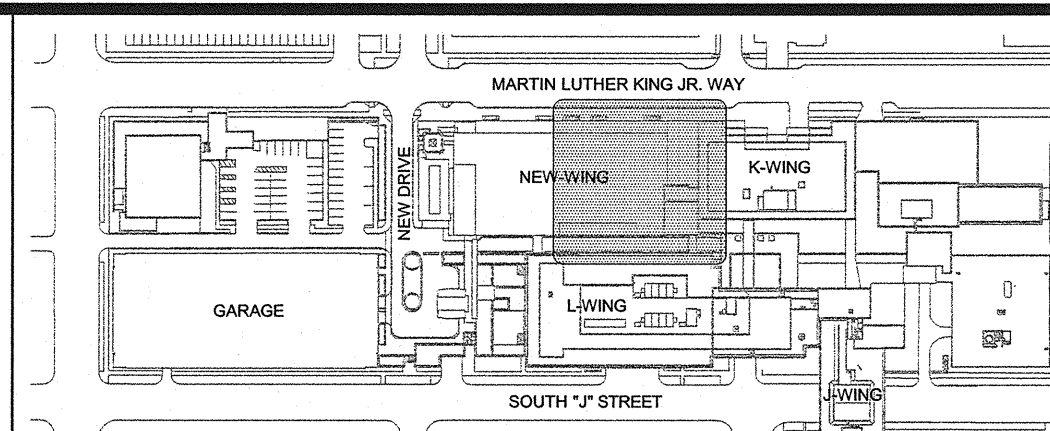 MARTIN LUTHER KING JR. WAY
NEW DRIVE
NEW-WING
K-WING
GARAGE
L-WING
SOUTH "J" STREET
J-WING